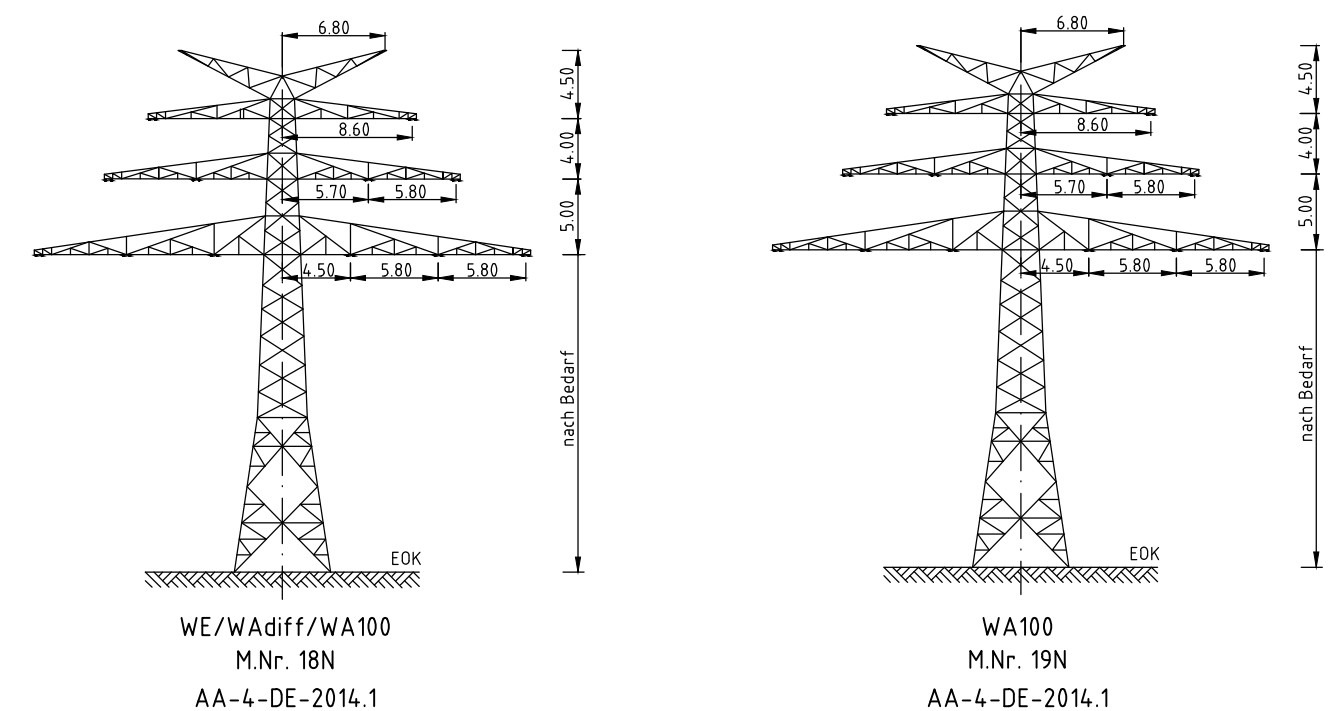 6.80
4.50
8.60
4.00
5.70 5.80
5.00
4.50 5.80 5.80
nach Bedarf
EOK
WE/WAdiff/WA100
M.Nr. 18N
AA-4-DE-2014.1
6.80
4.50
8.60
4.00
5.70 5.80
5.00
4.50 5.80 5.80
nach Bedarf
EOK
WA100
M.Nr. 19N
AA-4-DE-2014.1